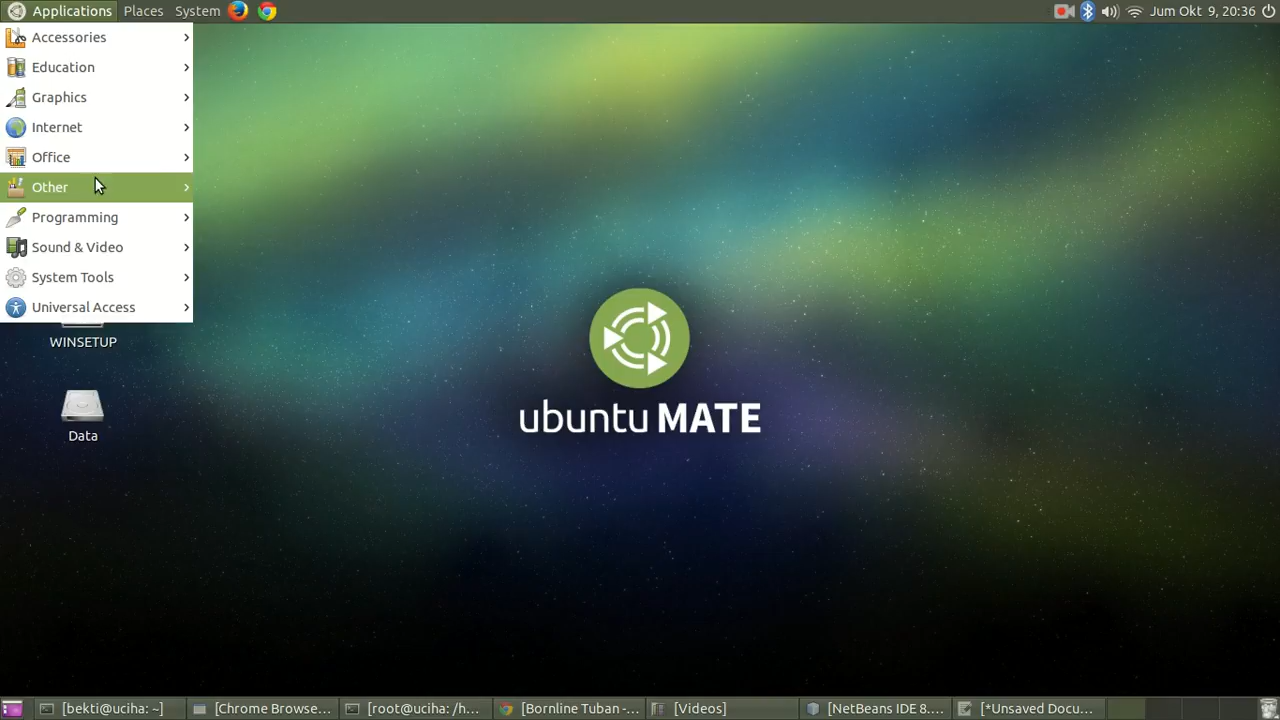 Applications Places System Jum Okt 9, 20:36
Accessories
Education
Graphics
Internet
Office
Other
Programming
Sound & Video
System Tools
Universal Access
WINSETUP
Data
ubuntu MATE
[bekti@uciha: ~] [Chrome Browse... [root@uciha: /h... [Bornline Tuban -... [Videos] [NetBeans IDE 8.... [*Unsaved Docu...